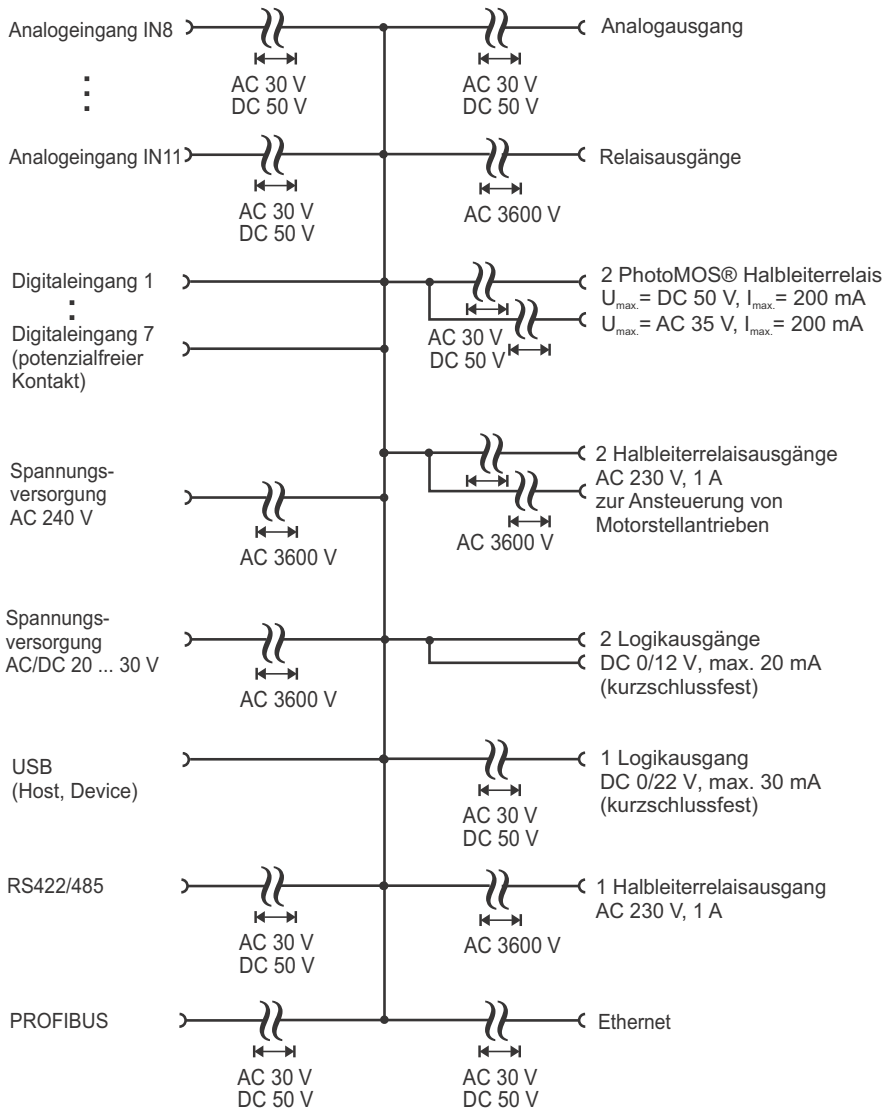 Analogeingang IN8
AC 30 V
DC 50 V
AC 30 V
DC 50 V
Analogausgang
Analogeingang IN11
AC 30 V
DC 50 V
AC 3600 V
Relaisausgänge
Digitaleingang 1
Digitaleingang 7
(potenzialfreier
Kontakt)
AC 30 V
DC 50 V
2 PhotoMOS® Halbleiterrelais
Umax.= DC 50 V, Imax.= 200 mA
Umax.= AC 35 V, Imax.= 200 mA
Spannungs-
versorgung
AC 240 V
AC 3600 V
AC 3600 V
2 Halbleiterrelaisausgänge
AC 230 V, 1 A
zur Ansteuerung von
Motorstellantrieben
Spannungs-
versorgung
AC/DC 20 ... 30 V
AC 3600 V
2 Logikausgänge
DC 0/12 V, max. 20 mA
(kurzschlussfest)
USB
(Host, Device)
AC 30 V
DC 50 V
1 Logikausgang
DC 0/22 V, max. 30 mA
(kurzschlussfest)
RS422/485
AC 30 V
DC 50 V
AC 3600 V
1 Halbleiterrelaisausgang
AC 230 V, 1 A
PROFIBUS
AC 30 V
DC 50 V
AC 30 V
DC 50 V
Ethernet